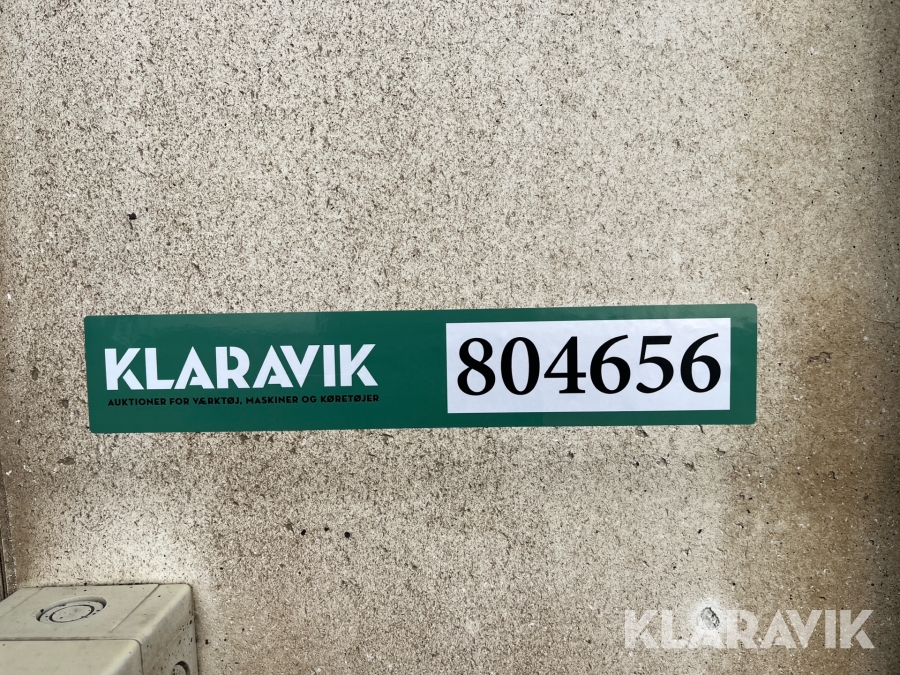 KLARAVIK
AUKTIONER FOR VÆRKTØJ, MASKINER OG KØRETØJER
804656
KLARAVIK